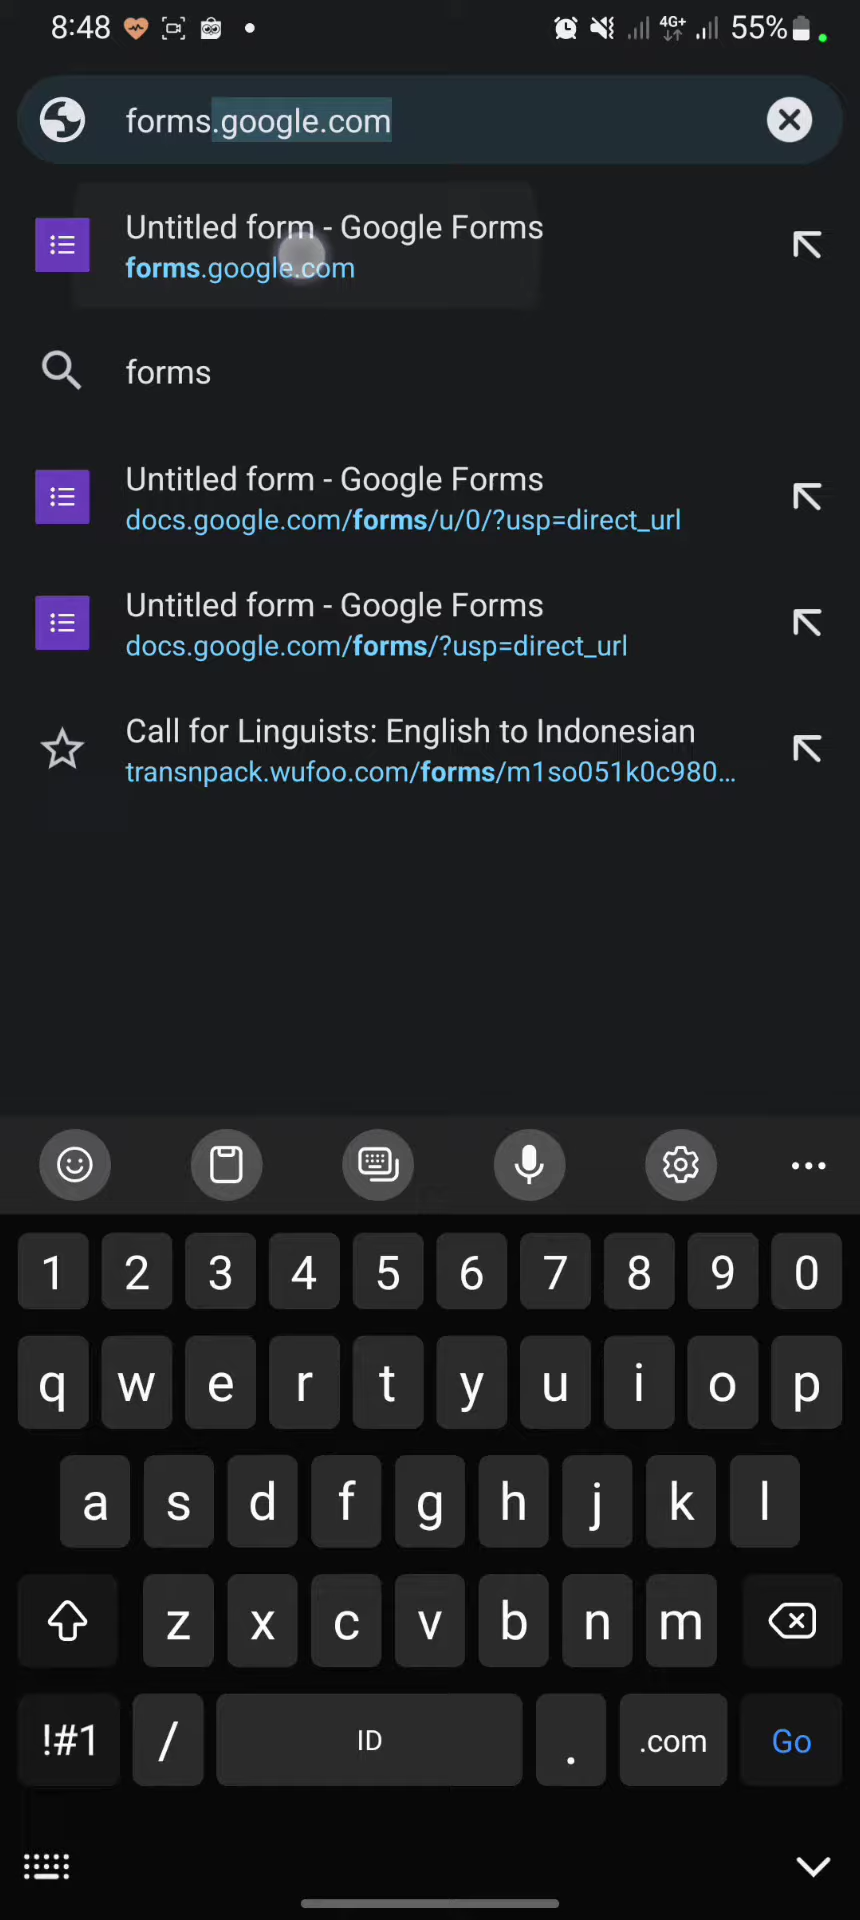 8:48 4G+ 55%
forms.google.com
Untitled form - Google Forms
forms.google.com
forms
Untitled form - Google Forms
docs.google.com/forms/u/0/?usp=direct_url
Untitled form - Google Forms
docs.google.com/forms/?usp=direct_url
Call for Linguists: English to Indonesian
transnpack.wufoo.com/forms/m1so051k0c980...
1 2 3 4 5 6 7 8 9 0
q w e r t y u i o p
a s d f g h j k l
z x c v b n m
!#1 / ID . .com Go